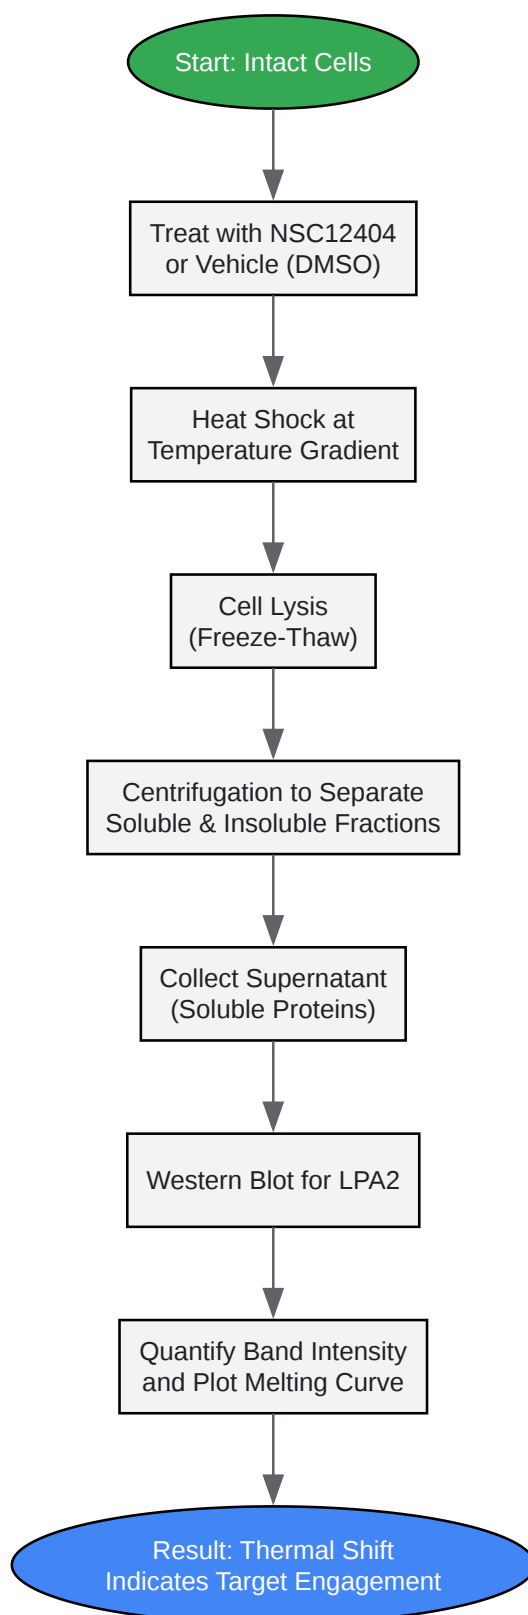 Start: Intact Cells
Treat with NSC12404
or Vehicle (DMSO)
Heat Shock at
Temperature Gradient
Cell Lysis
(Freeze-Thaw)
Centrifugation to Separate
Soluble & Insoluble Fractions
Collect Supernatant
(Soluble Proteins)
Western Blot for LPA2
Quantify Band Intensity
and Plot Melting Curve
Result: Thermal Shift
Indicates Target Engagement